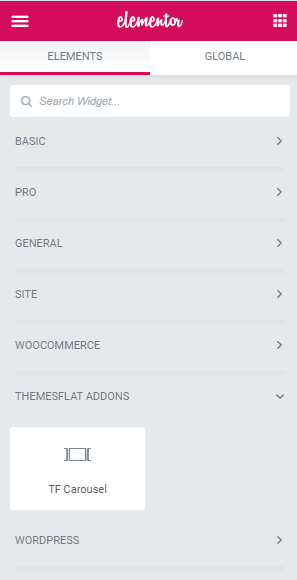 elementor
ELEMENTS
GLOBAL
Search Widget...
BASIC
PRO
GENERAL
SITE
WOOCOMMERCE
THEMESFLAT ADDONS
TF Carousel
WORDPRESS